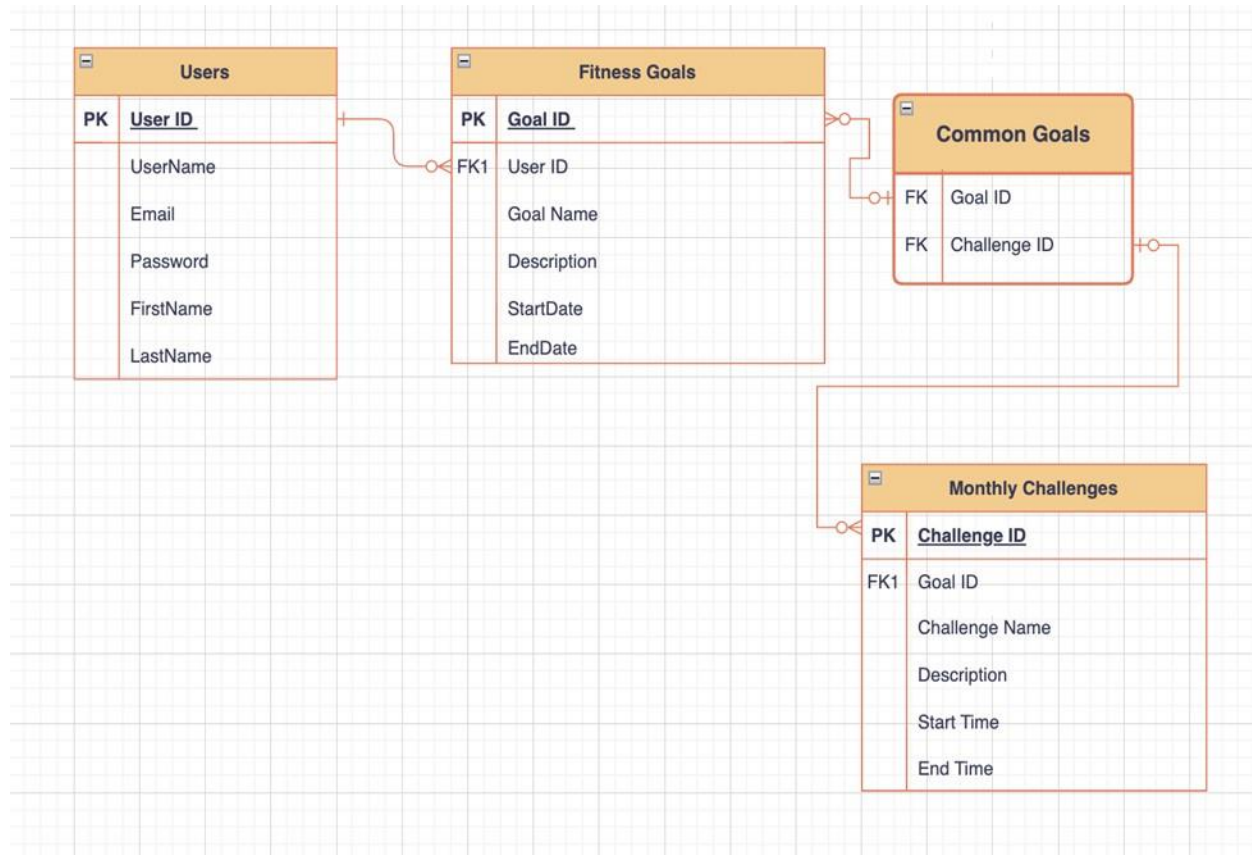 Users
PK User ID
UserName
Email
Password
FirstName
LastName
Fitness Goals
PK Goal ID
FK1 User ID
Goal Name
Description
StartDate
EndDate
Common Goals
FK Goal ID
FK Challenge ID
Monthly Challenges
PK Challenge ID
FK1 Goal ID
Challenge Name
Description
Start Time
End Time